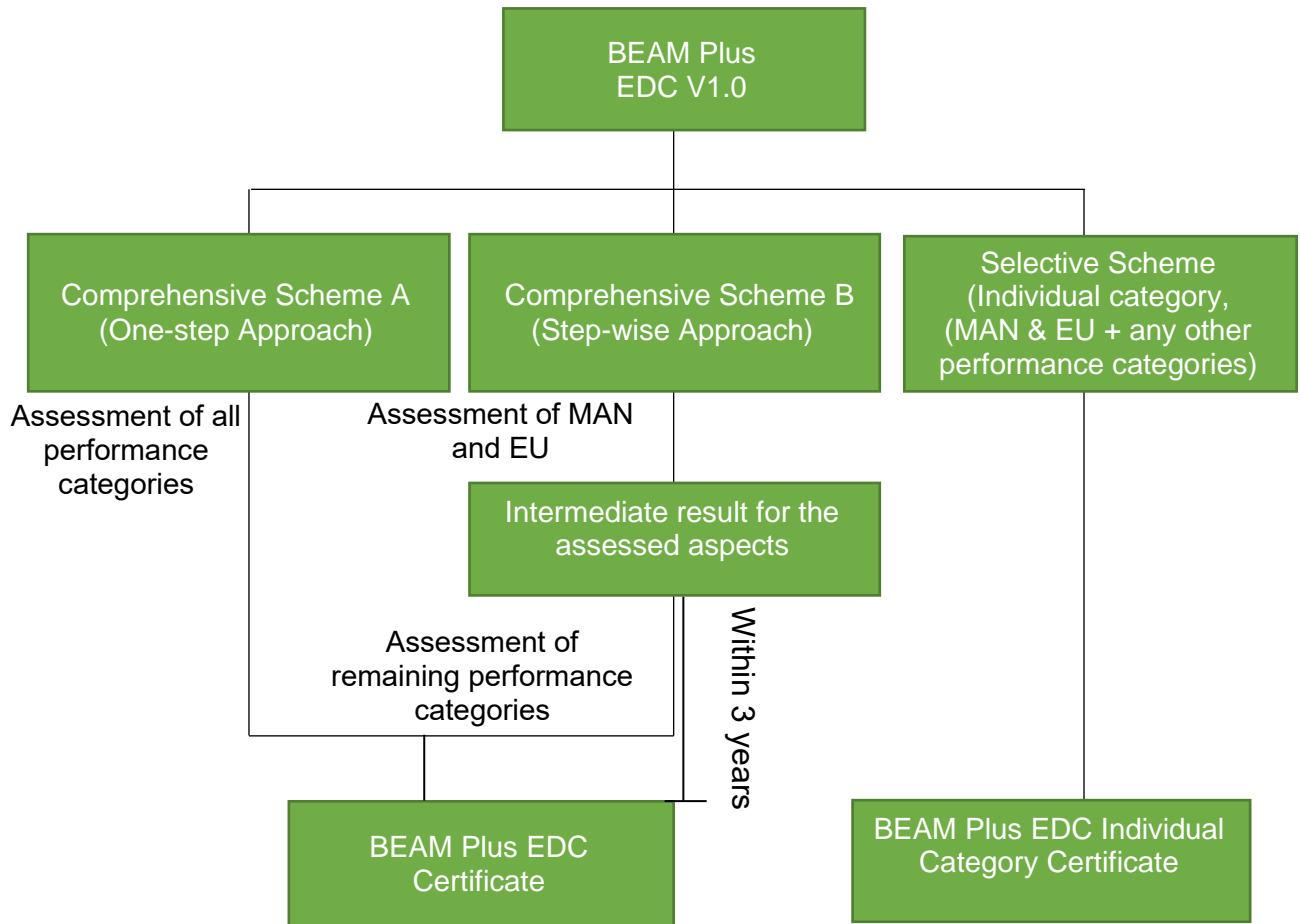 BEAM Plus
EDC V1.0
Comprehensive Scheme A
(One-step Approach)
Comprehensive Scheme B
(Step-wise Approach)
Selective Scheme
(Individual category,
(MAN & EU + any other
performance categories)
Assessment of all
performance
categories
Assessment of MAN
and EU
Intermediate result for the
assessed aspects
Assessment of
remaining performance
categories
Within 3 years
BEAM Plus EDC
Certificate
BEAM Plus EDC Individual
Category Certificate